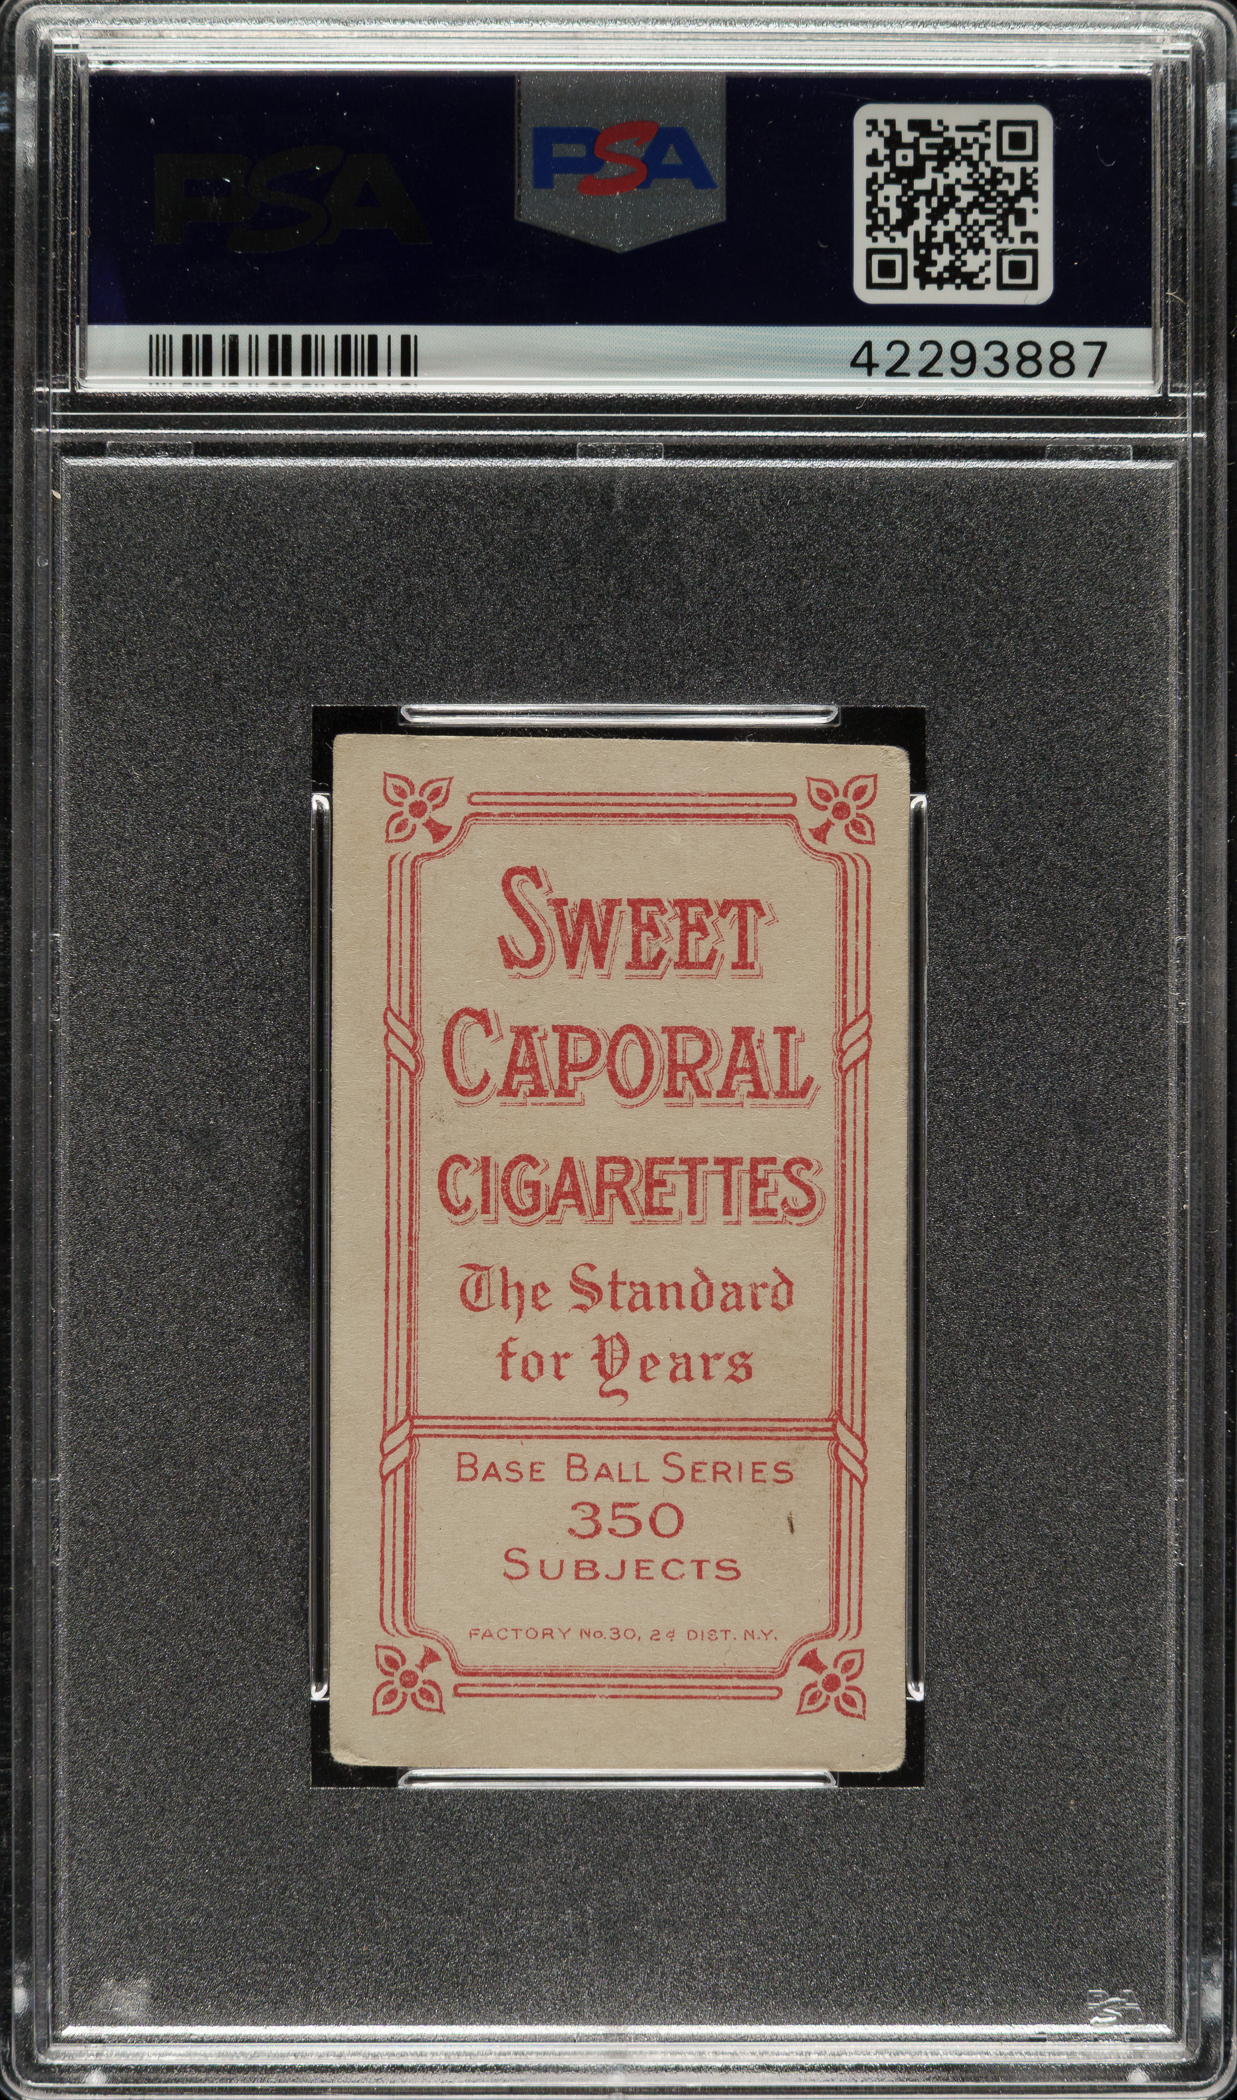 PSA
PSA
42293887
SWEET
CAPORAL
CIGARETTES
The Standard
for Years
BASE BALL SERIES
350
SUBJECTS
FACTORY No. 30, 2d DIST. N.Y.
PSA